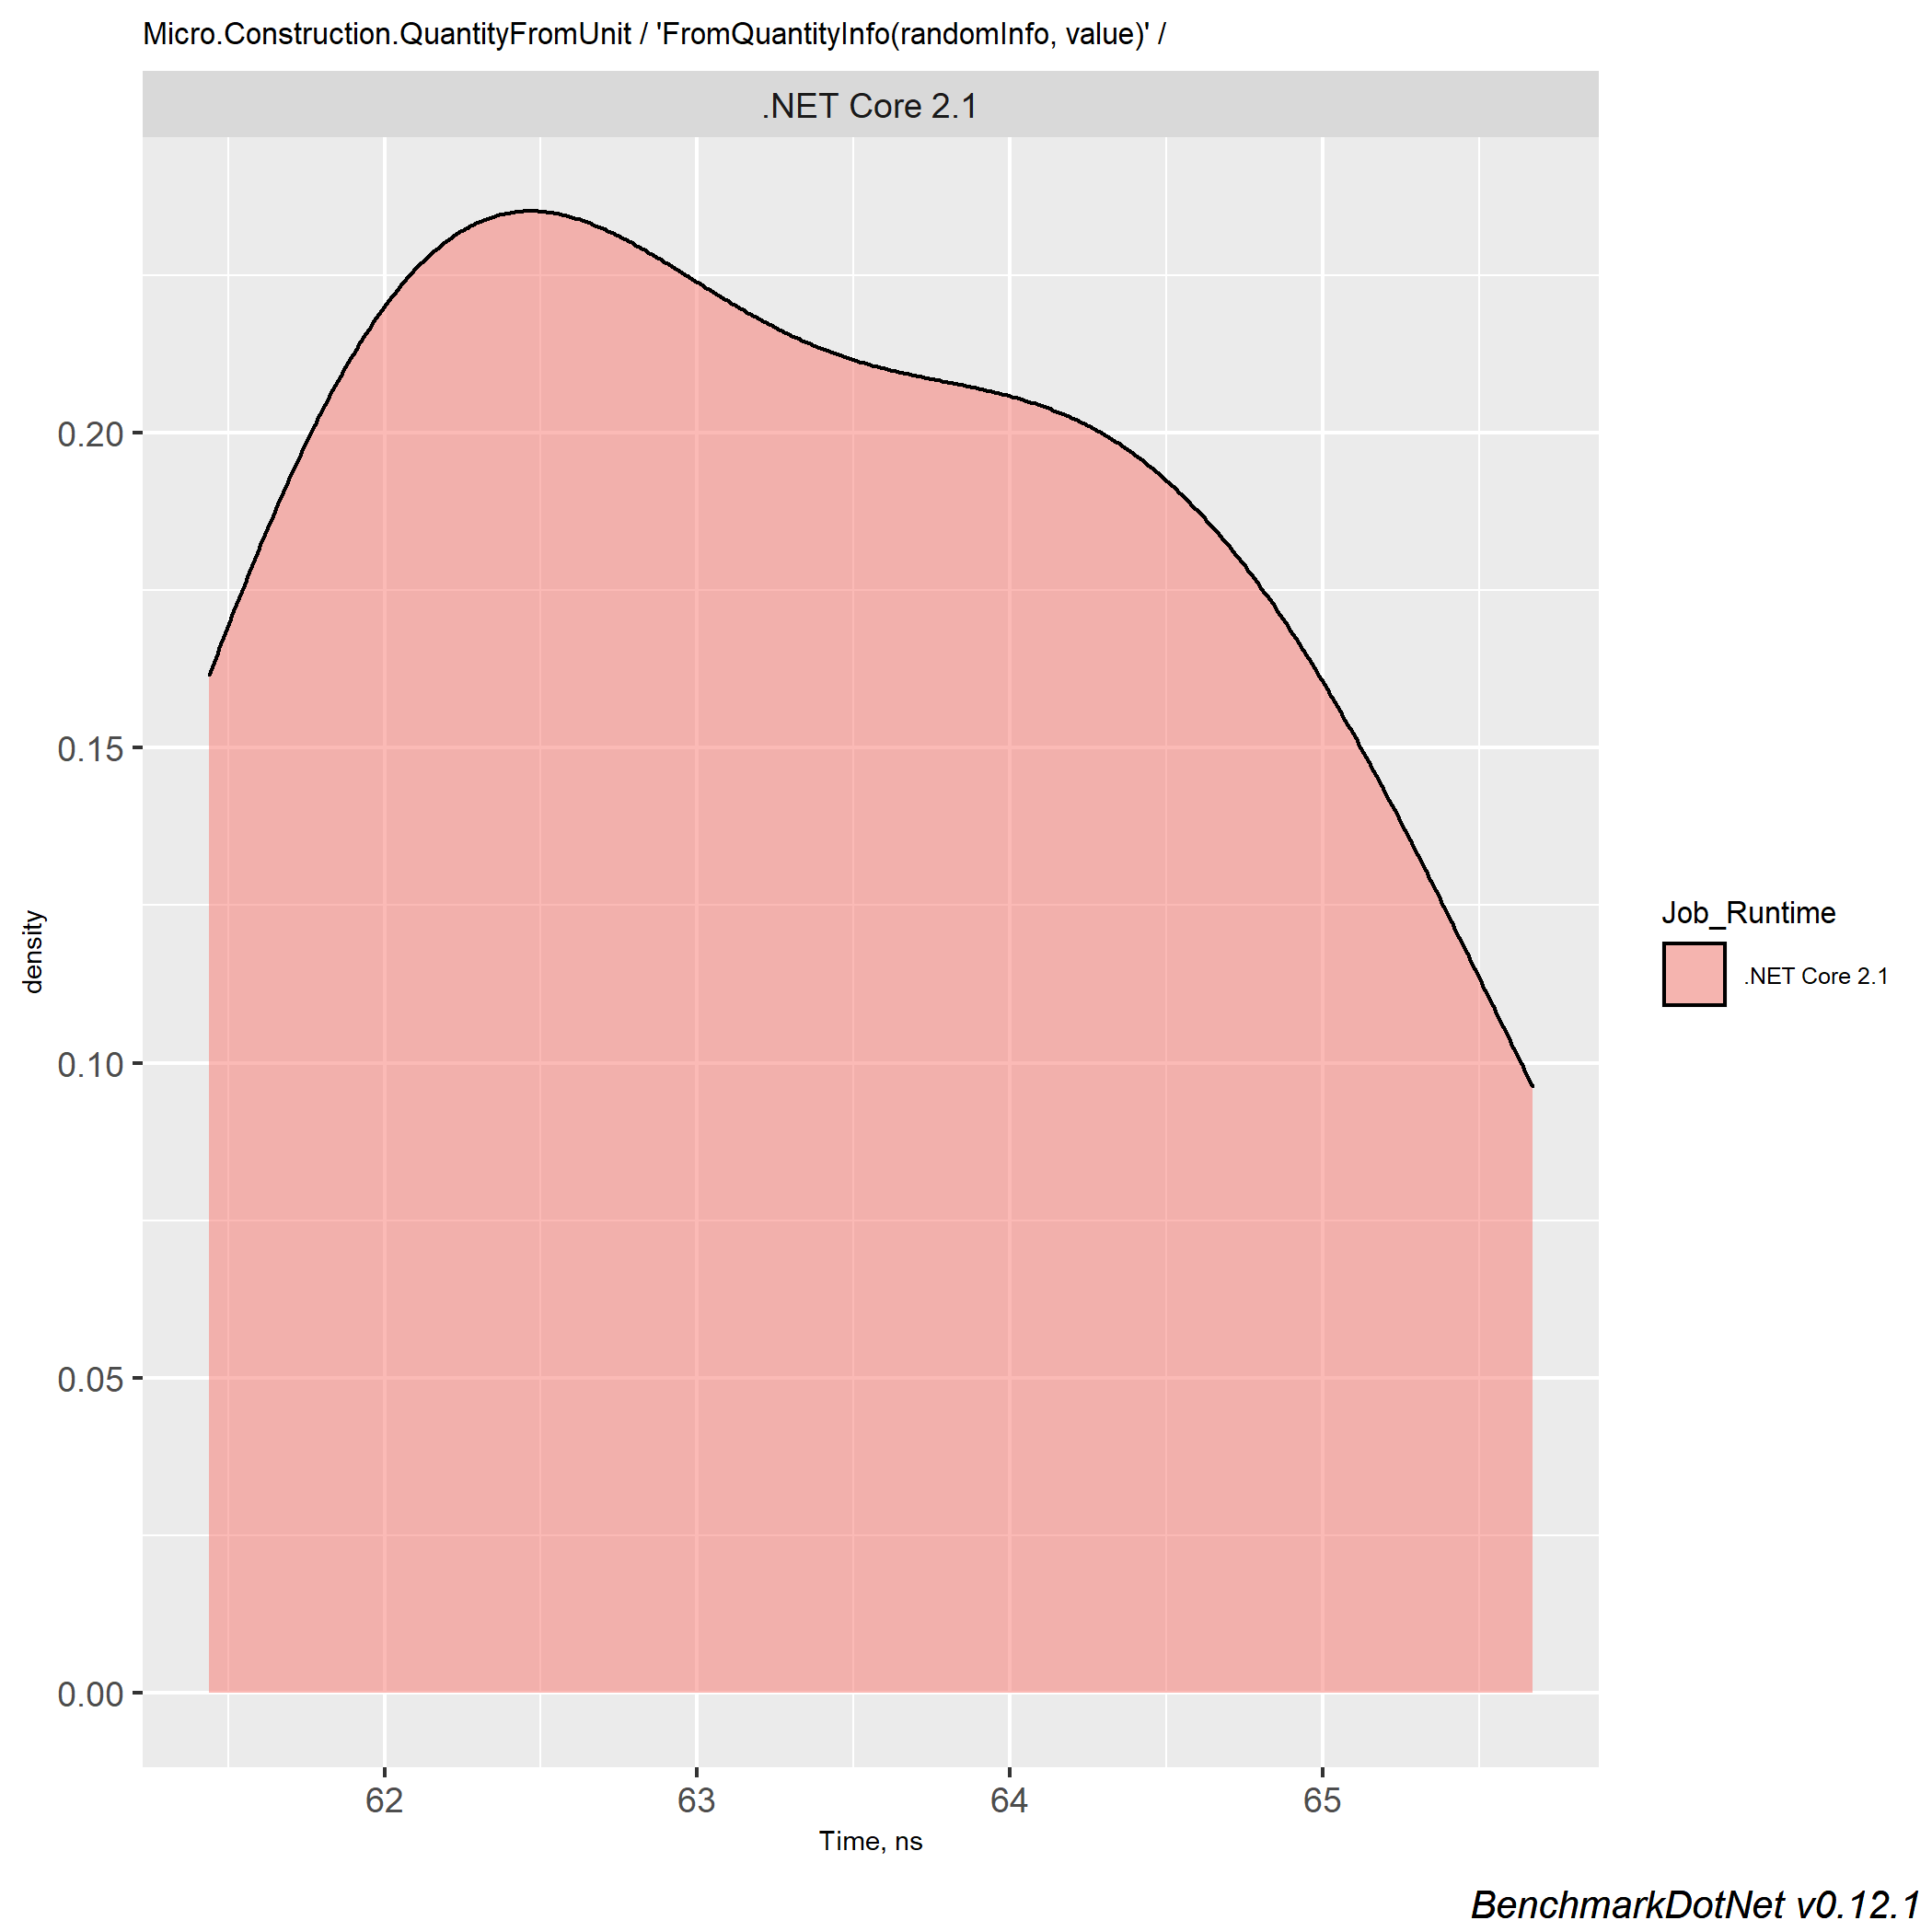 Micro.Construction.QuantityFromUnit / 'FromQuantityInfo(randomInfo, value)' /
.NET Core 2.1
0.20
0.15
0.10
0.05
0.00
density
62 63 64 65
Time, ns
Job_Runtime
.NET Core 2.1
BenchmarkDotNet v0.12.1